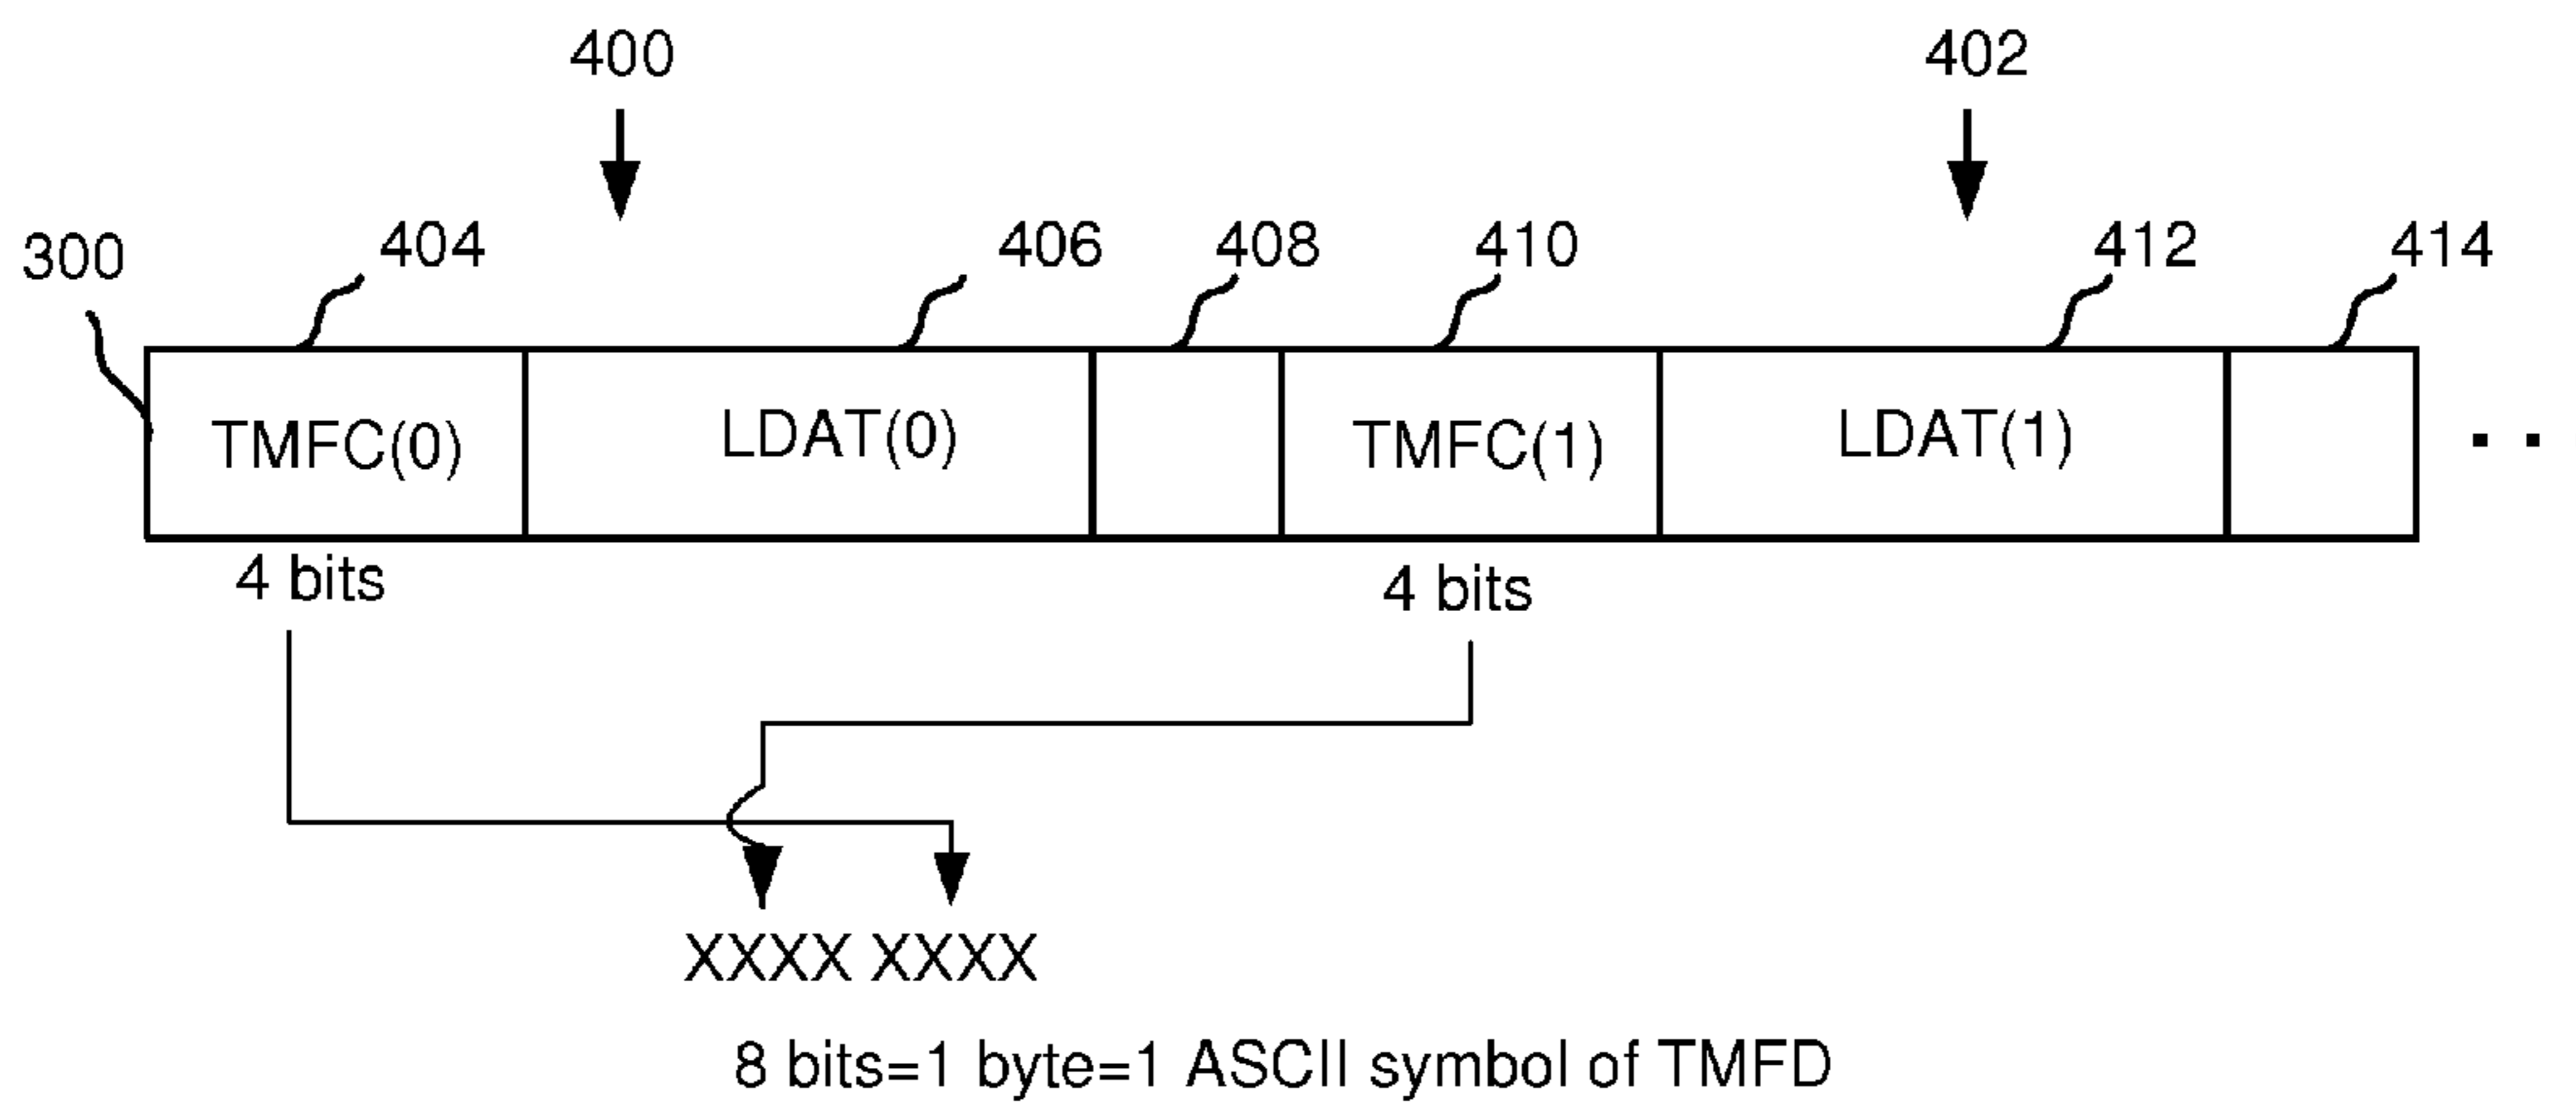 400 402
300 404 406 408 410 412 414
TMFC(0) LDAT(0) TMFC(1) LDAT(1) ..
4 bits 4 bits
XXXX XXXX
8 bits=1 byte=1 ASCII symbol of TMFD